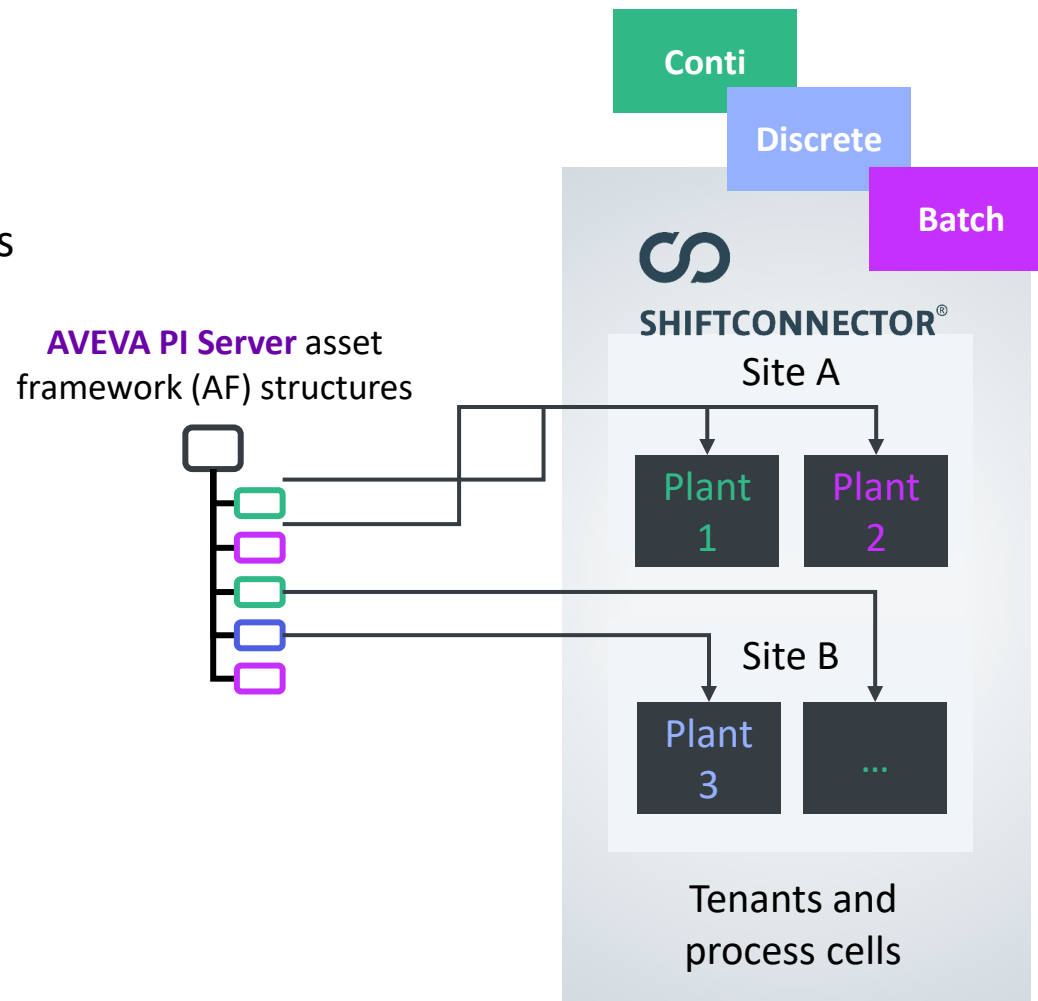 Conti
Discrete
Batch
s
AVEVA PI Server asset
framework (AF) structures
SHIFTCONNECTOR®
Site A
Plant
1
Plant
2
Site B
Plant
3
...
Tenants and
process cells